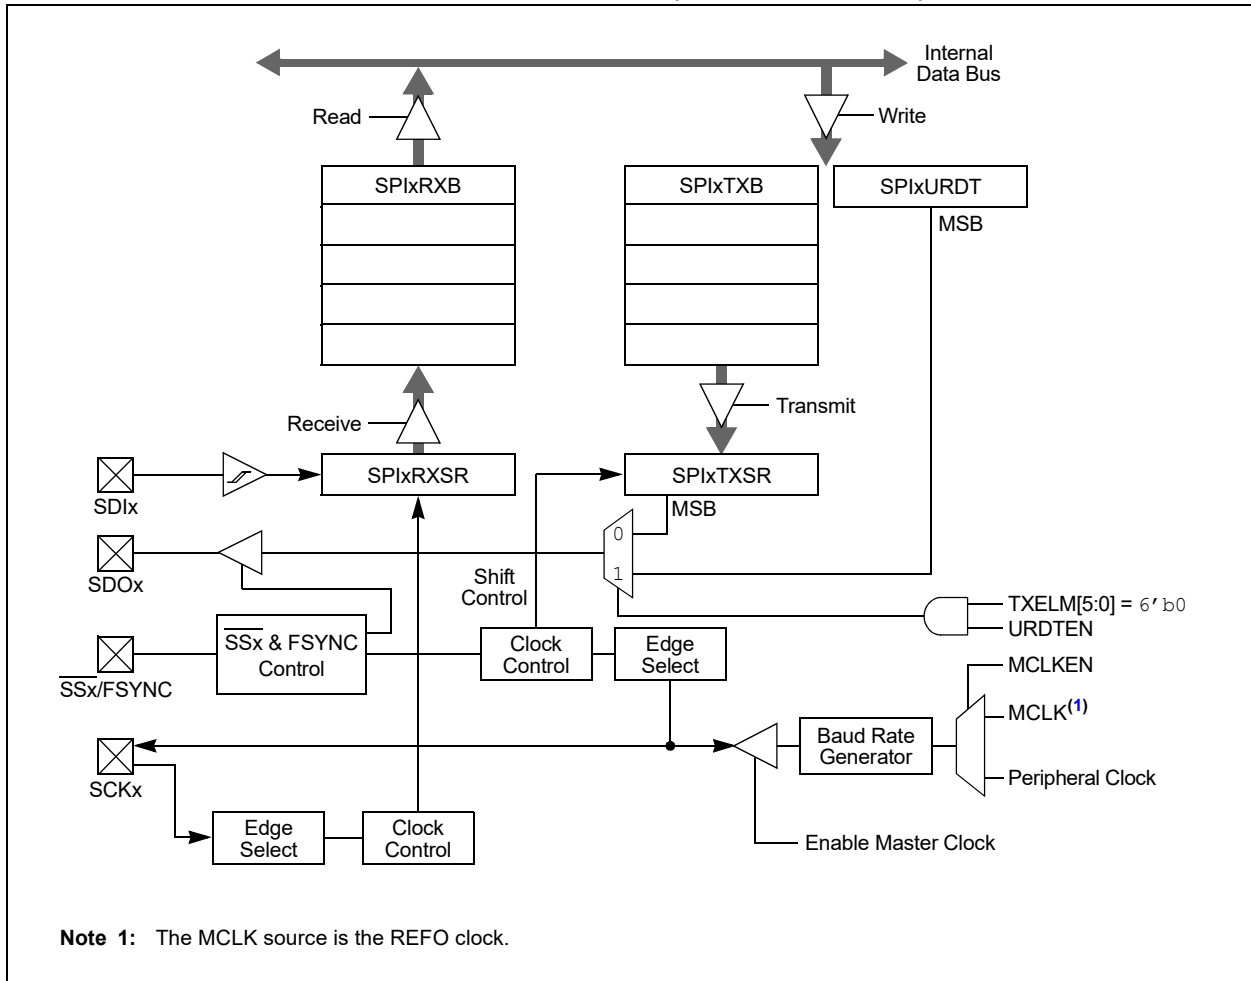 Internal
Data Bus
Read
Write
SPIxRXB
SPIxTXB
SPIxURDT
MSB
Transmit
Receive
SPIxRXSR
SPIxTXSR
SDIx
MSB
0
SDOx
1
Shift
Control
TXELM[5:0] = 6’b0
URDTEN
SSx & FSYNC
Control
Clock
Control
Edge
Select
MCLKEN
SSx/FSYNC
MCLK(1)
Baud Rate
Generator
SCKx
Peripheral Clock
Edge
Select
Clock
Control
Enable Master Clock
Note 1: The MCLK source is the REFO clock.